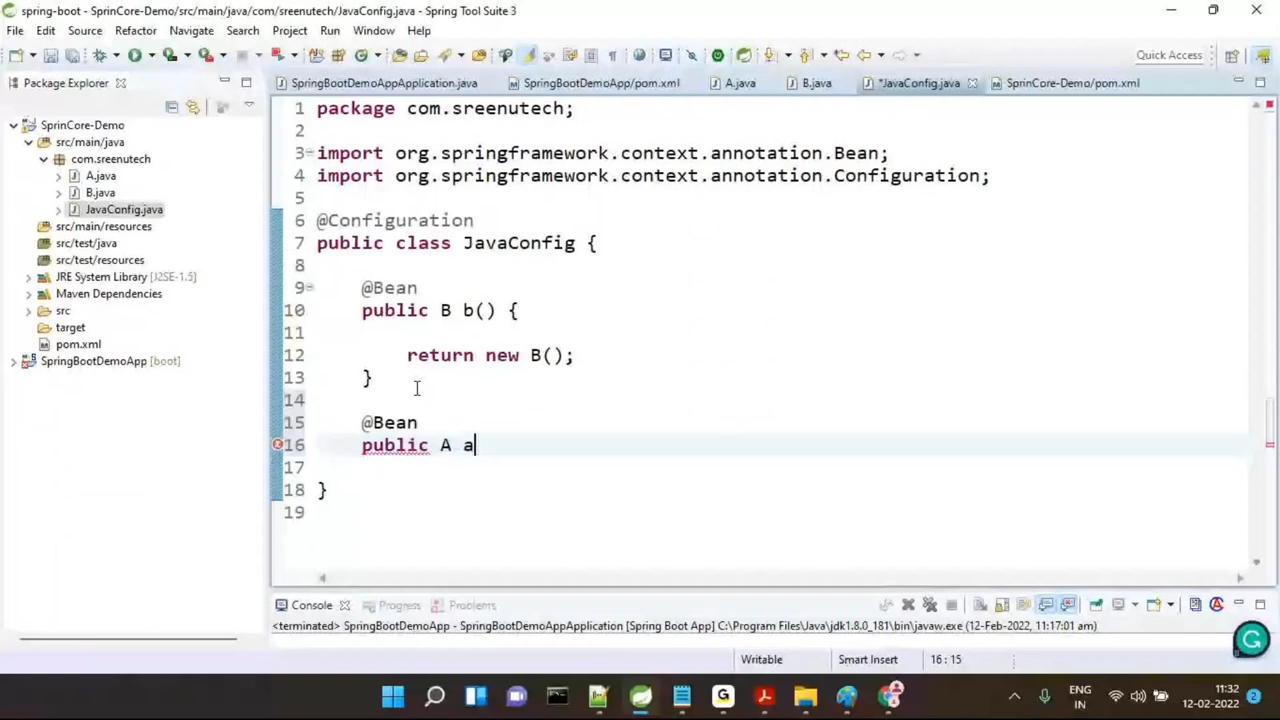 spring-boot - SprinCore-Demo/src/main/java/com/sreenutech/JavaConfig.java - Spring Tool Suite 3
File Edit Source Refactor Navigate Search Project Run Window Help
Quick Access
Package Explorer
SpringBootDemoAppApplication.java SpringBootDemoApp/pom.xml A.java B.java *JavaConfig.java SprinCore-Demo/pom.xml
SprinCore-Demo
src/main/java
com.sreenutech
A.java
B.java
JavaConfig.java
src/main/resources
src/test/java
src/test/resources
JRE System Library [J2SE-1.5]
Maven Dependencies
src
target
pom.xml
SpringBootDemoApp [boot]
1 package com.sreenutech;
2
3 import org.springframework.context.annotation.Bean;
4 import org.springframework.context.annotation.Configuration;
5
6 @Configuration
7 public class JavaConfig {
8
9 @Bean
10 public B b() {
11
12 return new B();
13 }
14
15 @Bean
16 public A a
17
18 }
19
Console Progress Problems
<terminated> SpringBootDemoApp - SpringBootDemoAppApplication [Spring Boot App] C:\Program Files\Java\jdk1.8.0_181\bin\javaw.exe (12-Feb-2022, 11:17:01 am)
Writable Smart Insert 16 : 15
ENG
IN
11:32
12-02-2022
2